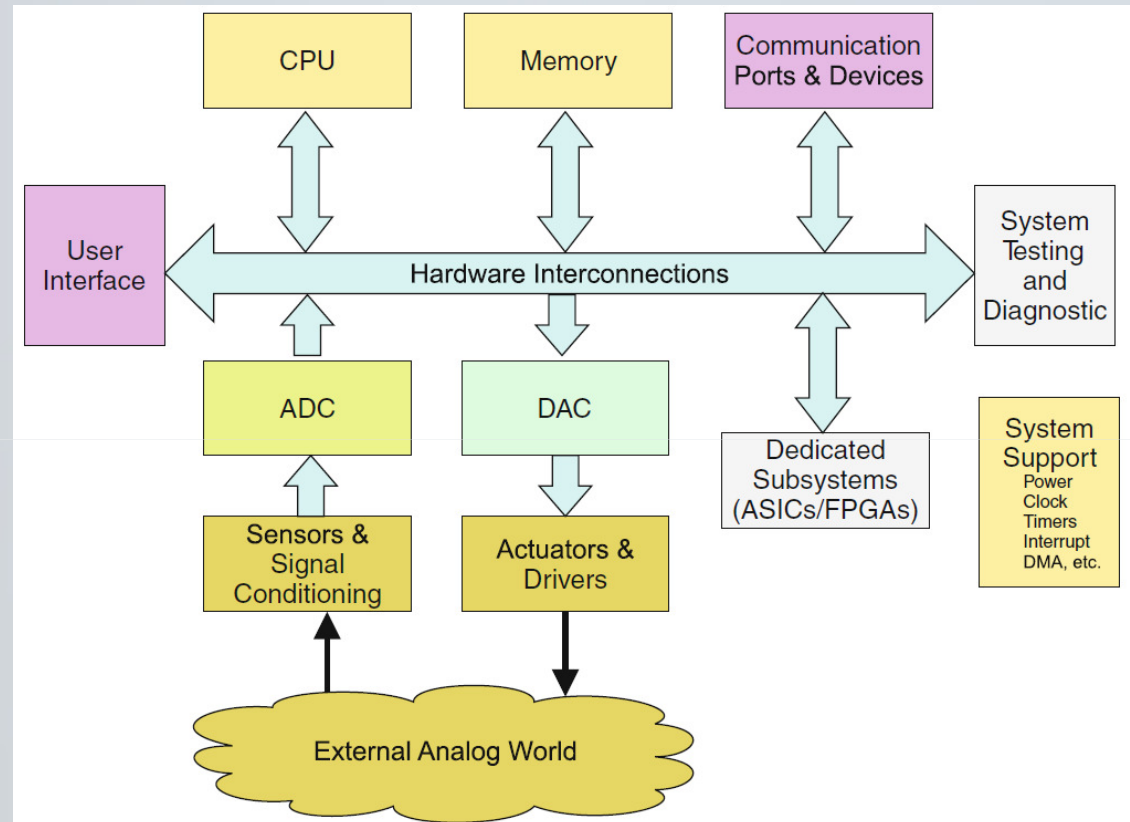 CPU
Memory
Communication
Ports & Devices
User
Interface
Hardware Interconnections
System
Testing
and
Diagnostic
ADC
DAC
Dedicated
Subsystems
(ASICs/FPGAs)
System
Support
Power
Clock
Timers
Interrupt
DMA, etc.
Sensors &
Signal
Conditioning
Actuators &
Drivers
External Analog World